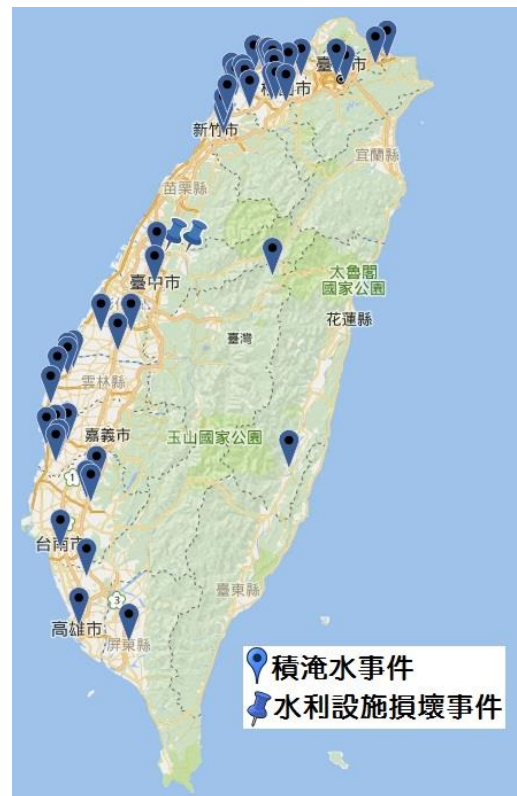 臺
市
市
新竹市
宜蘭縣
苗栗縣
臺中市
太魯閣
國家公園
花蓮縣
臺灣
雲林縣
嘉義市
玉山國家公園
1
台南市
臺東縣
3
高雄市
屏東縣
積淹水事件
水利設施損壞事件